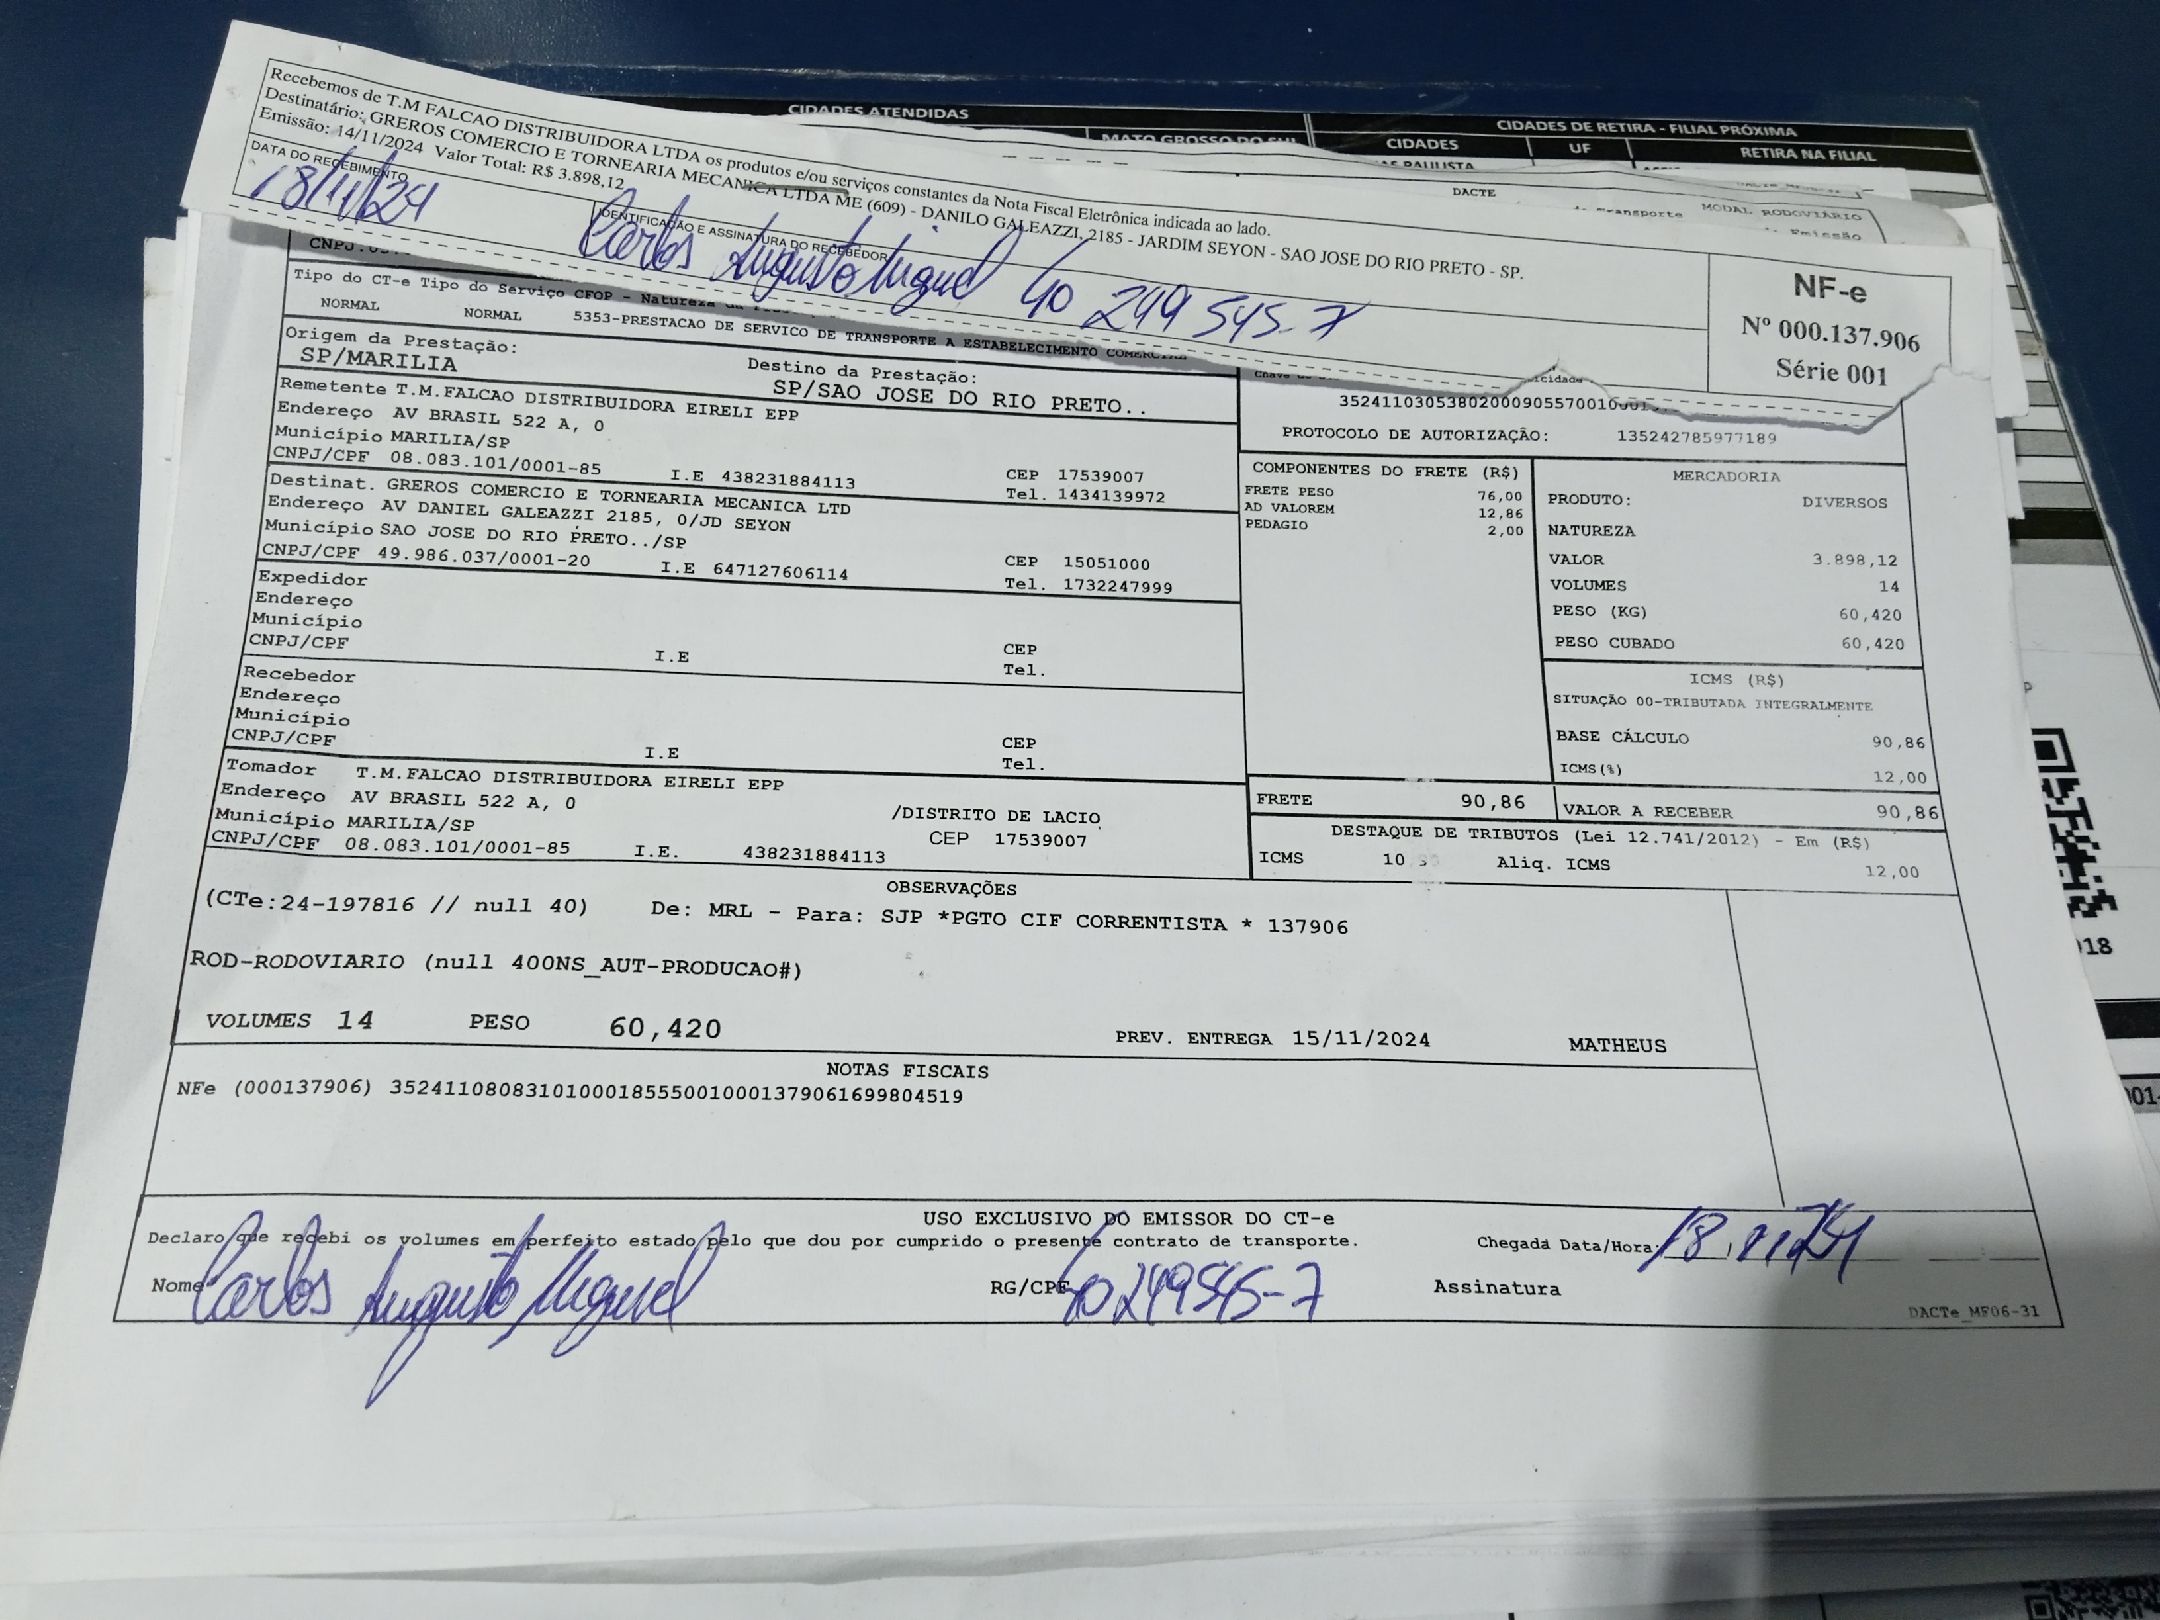 CIDADES ATENDIDAS
CIDADES DE RETIRA - FILIAL PRÓXIMA
MATO GROSSO DO SUL
CIDADES UF RETIRA NA FILIAL
PAULISTA
DACTE
MODAL RODOVIÁRIO
Recebemos de T.M FALCAO DISTRIBUIDORA LTDA os produtos e/ou serviços constantes da Nota Fiscal Eletrônica indicada ao lado.
Destinatário: GREROS COMERCIO E TORNEARIA MECANICA LTDA ME (609) - DANILO GALEAZZI, 2185 - JARDIM SEYON - SAO JOSE DO RIO PRETO - SP.
Emissão: 14/11/2024 Valor Total: R$ 3.898,12
DATA DO RECEBIMENTO
18/11/24
IDENTIFICAÇÃO E ASSINATURA DO RECEBEDOR
Carlos Augusto Miguel 40 249 545-7
NF-e
Nº 000.137.906
Série 001
Tipo do CT-e Tipo do Serviço CFOP - Natureza
NORMAL NORMAL 5353-PRESTACAO DE SERVICO DE TRANSPORTE A ESTABELECIMENTO COMERCIAL
Origem da Prestação: Destino da Prestação:
SP/MARILIA SP/SAO JOSE DO RIO PRETO..
PROTOCOLO DE AUTORIZAÇÃO: 135242785977189
Remetente T.M.FALCAO DISTRIBUIDORA EIRELI EPP
Endereço AV BRASIL 522 A, 0
Município MARILIA/SP CEP 17539007
CNPJ/CPF 08.083.101/0001-85 I.E 438231884113 Tel. 1434139972
Destinat. GREROS COMERCIO E TORNEARIA MECANICA LTD
Endereço AV DANIEL GALEAZZI 2185, 0/JD SEYON
Município SAO JOSE DO RIO PRETO../SP CEP 15051000
CNPJ/CPF 49.986.037/0001-20 I.E 647127606114 Tel. 1732247999
Expedidor
Endereço
Município CEP
CNPJ/CPF I.E Tel.
Recebedor
Endereço
Município CEP
CNPJ/CPF I.E Tel.
Tomador T.M.FALCAO DISTRIBUIDORA EIRELI EPP
Endereço AV BRASIL 522 A, 0 /DISTRITO DE LACIO
Município MARILIA/SP CEP 17539007
CNPJ/CPF 08.083.101/0001-85 I.E. 438231884113
COMPONENTES DO FRETE (R$)
FRETE PESO 76,00
AD VALOREM 12,86
PEDAGIO 2,00
MERCADORIA
PRODUTO: DIVERSOS
NATUREZA
VALOR 3.898,12
VOLUMES 14
PESO (KG) 60,420
PESO CUBADO 60,420
ICMS (R$)
SITUAÇÃO 00-TRIBUTADA INTEGRALMENTE
BASE CÁLCULO 90,86
ICMS(%) 12,00
FRETE 90,86 VALOR A RECEBER 90,86
DESTAQUE DE TRIBUTOS (Lei 12.741/2012) - Em (R$)
ICMS 10 Aliq. ICMS 12,00
OBSERVAÇÕES
(CTe:24-197816 // null 40) De: MRL - Para: SJP *PGTO CIF CORRENTISTA * 137906
ROD-RODOVIARIO (null 400NS_AUT-PRODUCAO#)
VOLUMES 14 PESO 60,420 PREV. ENTREGA 15/11/2024 MATHEUS
NOTAS FISCAIS
NFe (000137906) 35241108083101000185550010001379061699804519
USO EXCLUSIVO DO EMISSOR DO CT-e
Declaro que recebi os volumes em perfeito estado pelo que dou por cumprido o presente contrato de transporte. Chegada Data/Hora: 18.11.24
Nome Carlos Augusto Miguel RG/CPF 40249545-7 Assinatura
DACTe_MF06-31